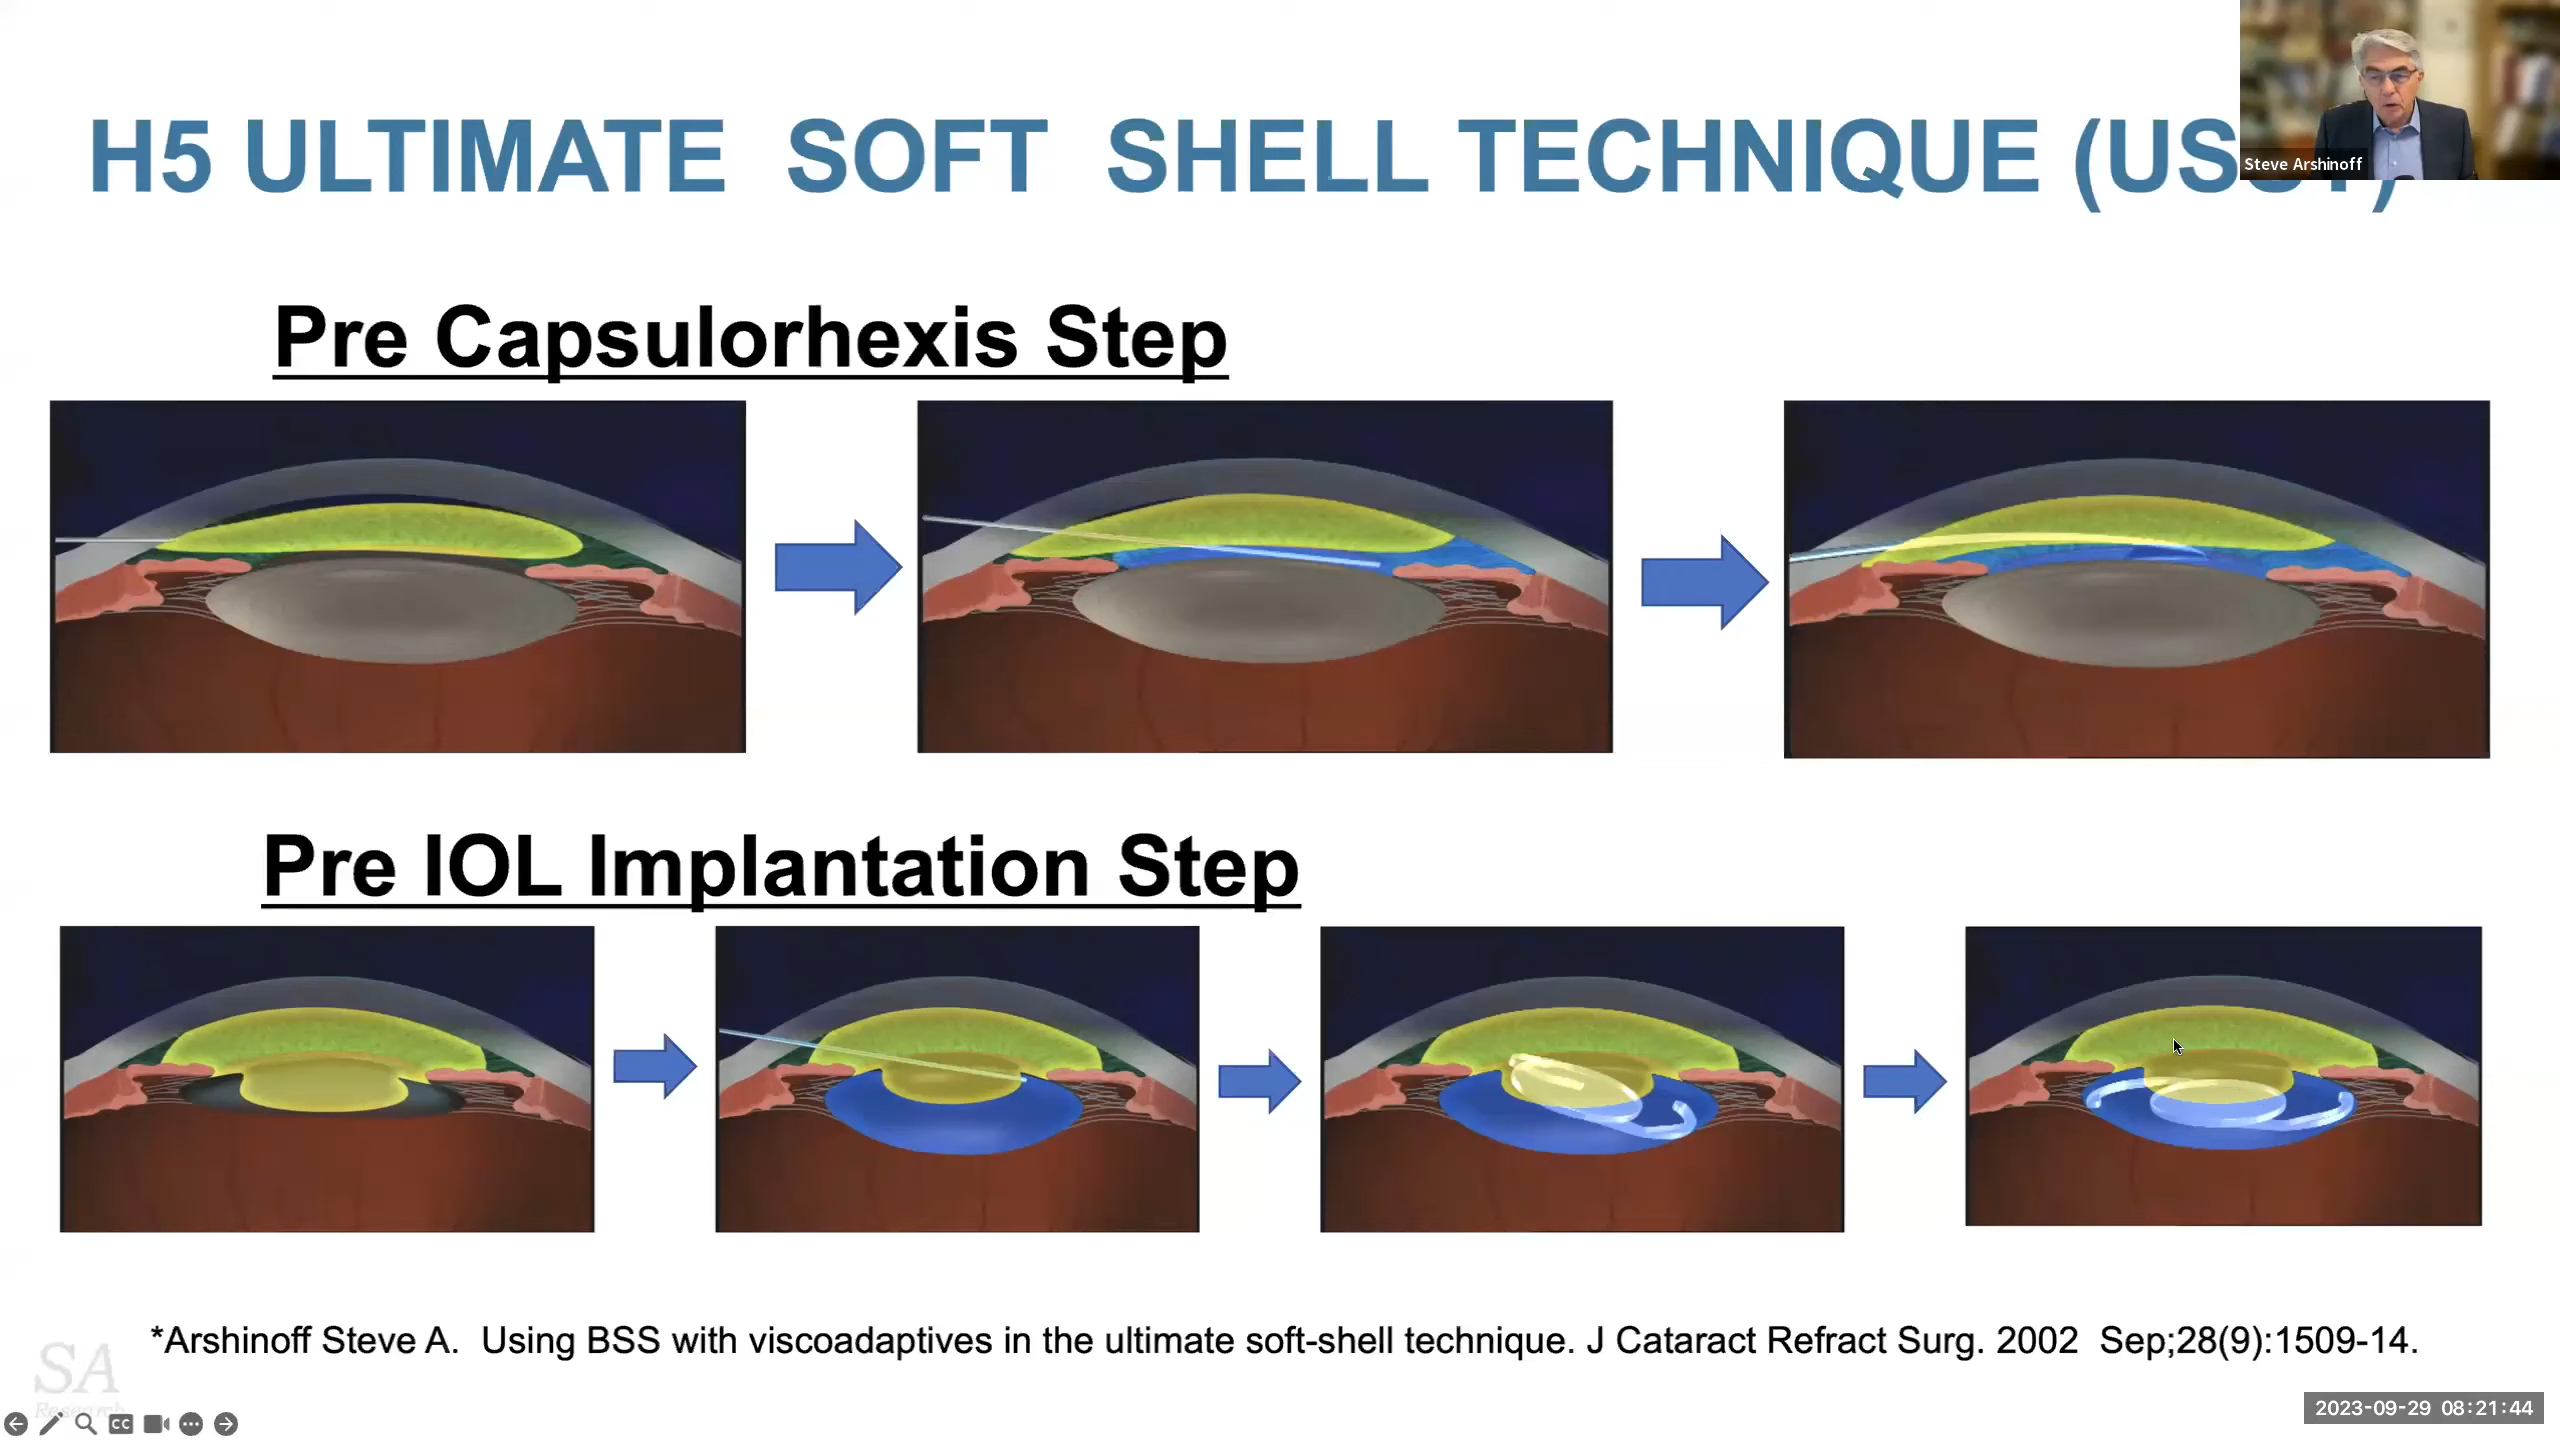 H5 ULTIMATE SOFT SHELL TECHNIQUE
Steve Arshinoff
Pre Capsulorhexis Step
Pre IOL Implantation Step
*Arshinoff Steve A. Using BSS with viscoadaptives in the ultimate soft-shell technique. J Cataract Refract Surg. 2002 Sep;28(9):1509-14.
SA
Research
CC
2023-09-29 08:21:44